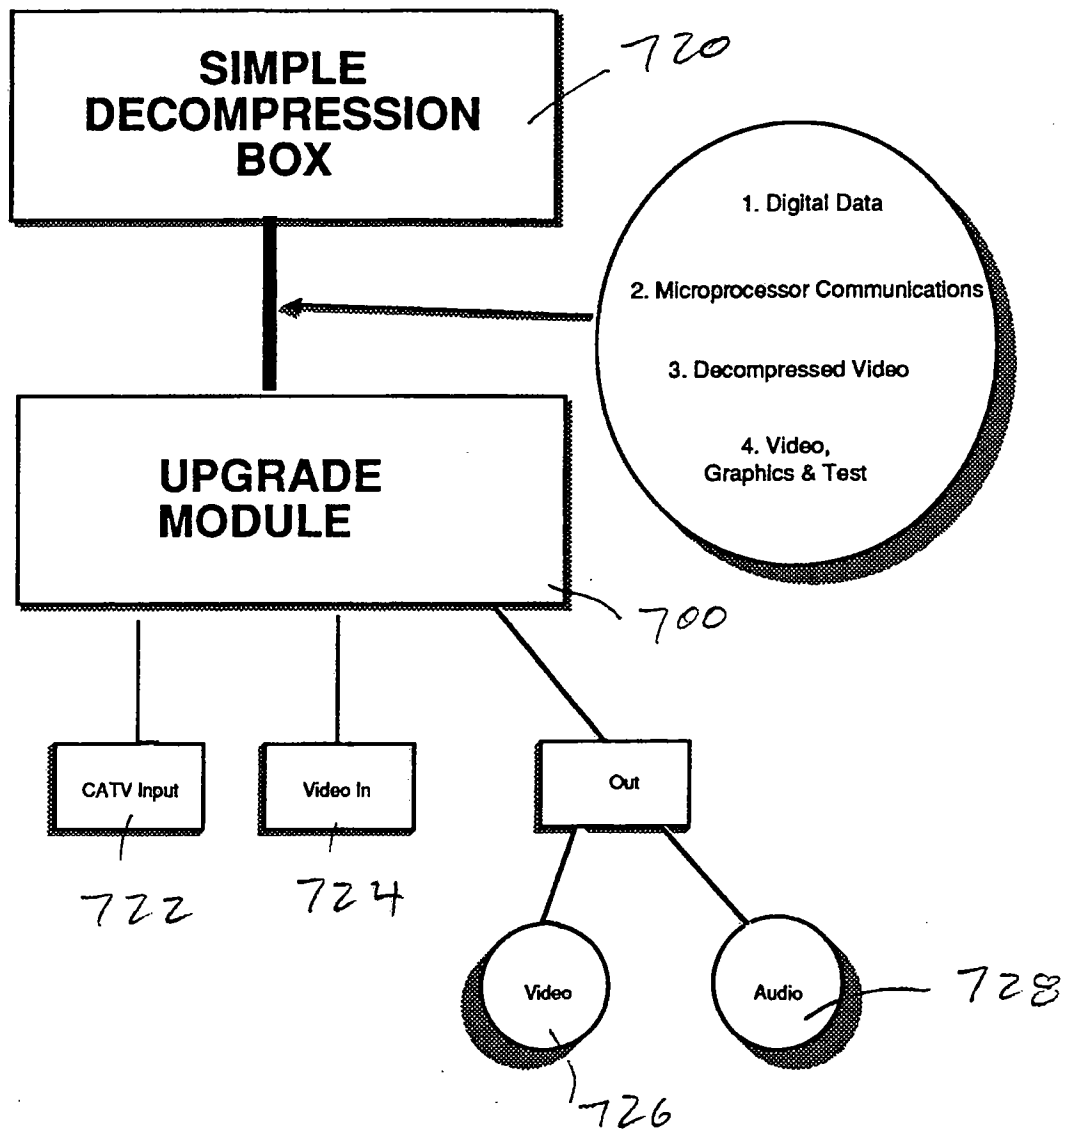 SIMPLE
DECOMPRESSION
BOX
720
1. Digital Data
2. Microprocessor Communications
3. Decompressed Video
4. Video,
Graphics & Test
UPGRADE
MODULE
700
CATV Input
Video In
Out
722
724
Video
Audio
728
726